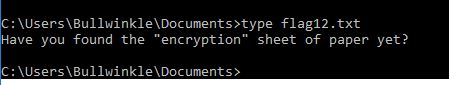 C:\Users\Bullwinkle\Documents>type flag12.txt
Have you found the "encryption" sheet of paper yet?
C:\Users\Bullwinkle\Documents>